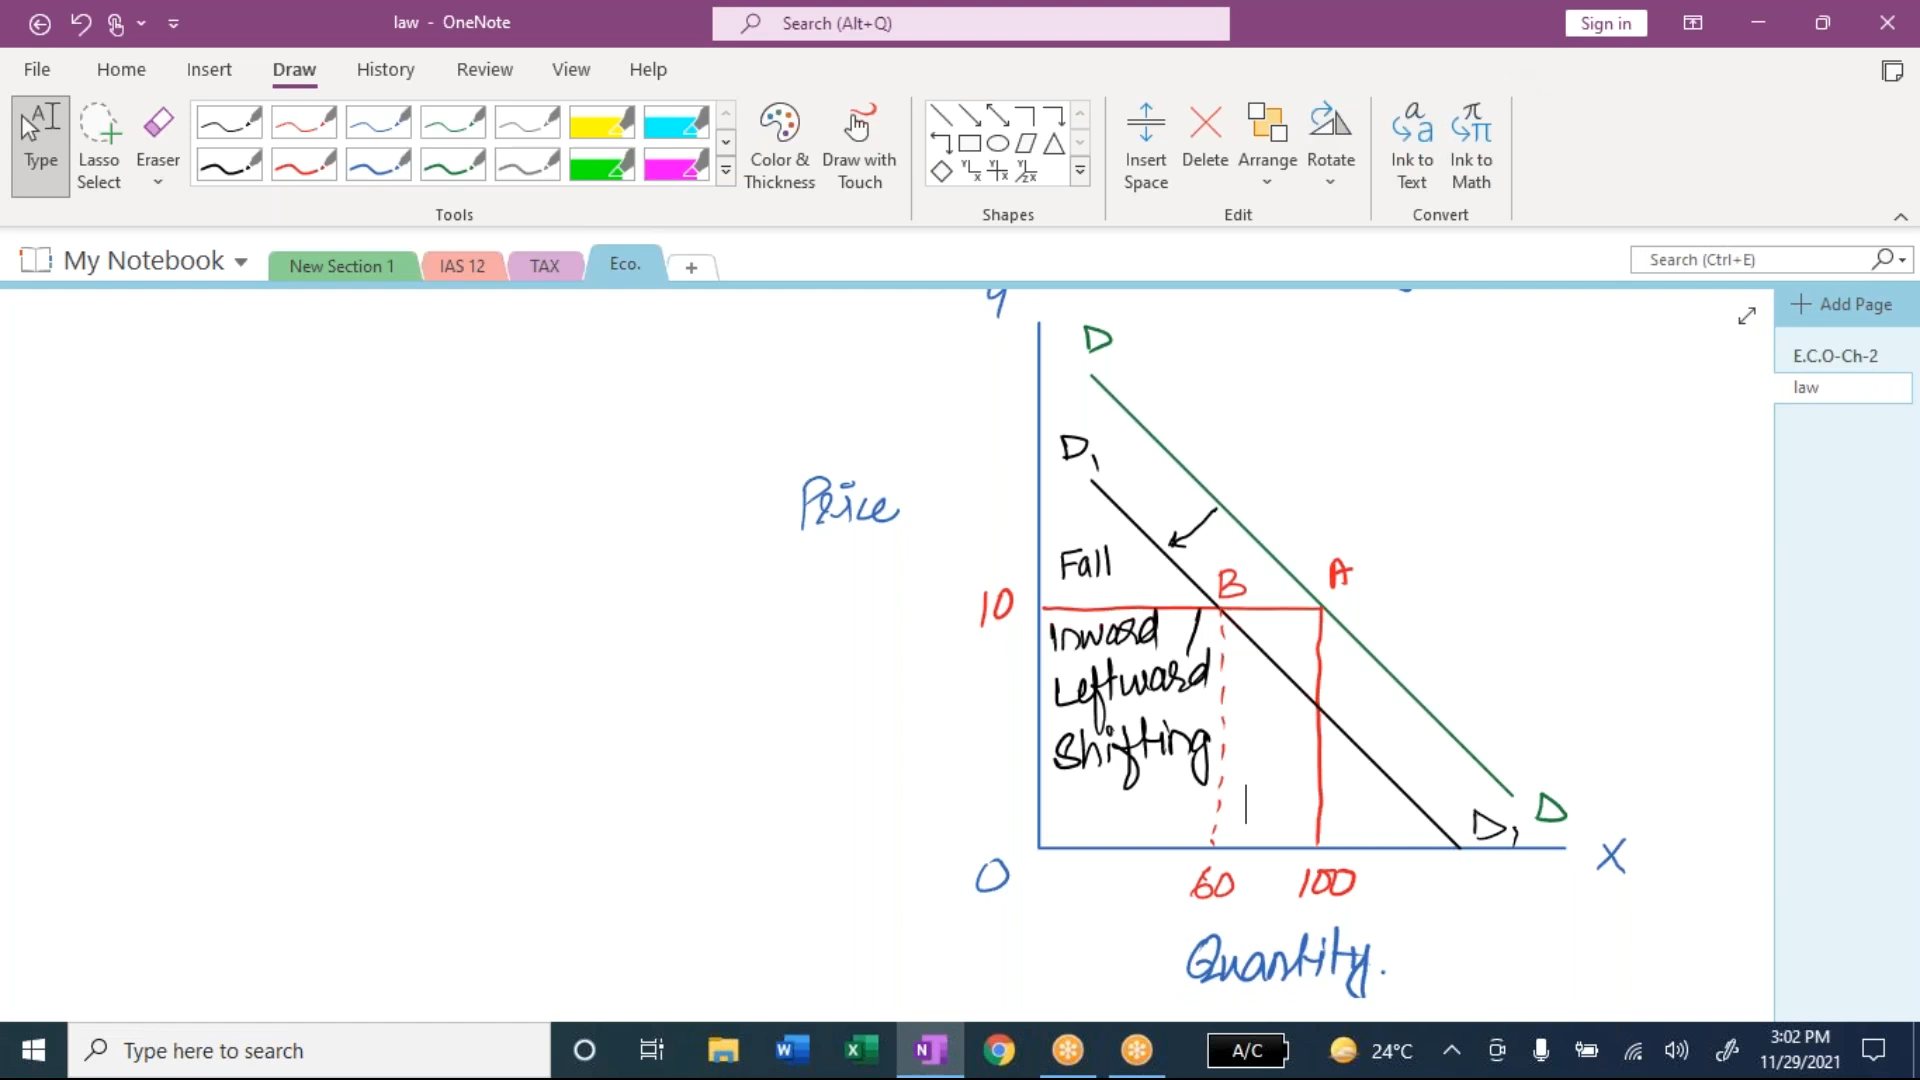 law - OneNote
Search (Alt+Q)
Sign in
File Home Insert Draw History Review View Help
Type
Lasso Select
Eraser
Color & Thickness
Draw with Touch
Insert Space
Delete
Arrange
Rotate
Ink to Text
Ink to Math
Tools
Shapes
Edit
Convert
My Notebook
New Section 1
IAS 12
TAX
Eco.
Search (Ctrl+E)
Add Page
E.C.O-Ch-2
law
y
D
D1
Price
Fall
B
A
10
Inward /
Leftward
Shifting
D1
D
O
60
100
X
Quantity.
Type here to search
A/C
24°C
3:02 PM
11/29/2021